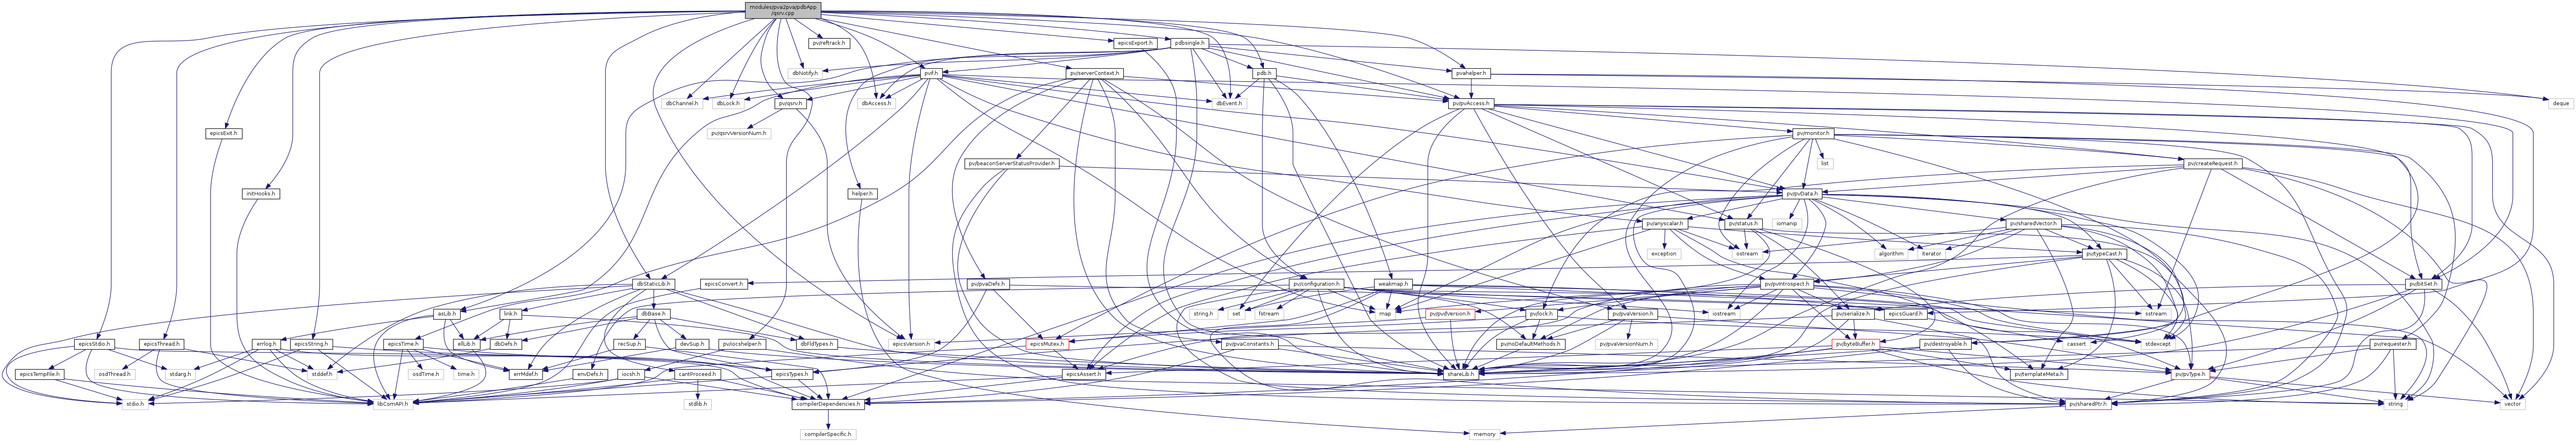 modules/pva2pva/pdbApp
/qsrv.cpp
pv/reftrack.h
epicsExport.h
pdbsingle.h
dbNotify.h
pvif.h
pv/serverContext.h
pdb.h
pvahelper.h
dbChannel.h
dbLock.h
pv/qsrv.h
dbAccess.h
dbEvent.h
pv/pvAccess.h
deque
epicsExit.h
pv/qsrvVersionNum.h
pv/monitor.h
pv/beaconServerStatusProvider.h
list
pv/createRequest.h
initHooks.h
helper.h
pv/pvData.h
pv/anyscalar.h
pv/status.h
iomanip
pv/sharedVector.h
exception
ostream
algorithm
iterator
pv/typeCast.h
dbStaticLib.h
epicsConvert.h
pv/pvaDefs.h
pv/configuration.h
weakmap.h
pv/pvIntrospect.h
pv/bitSet.h
asLib.h
link.h
dbBase.h
string.h
set
fstream
map
pv/pvdVersion.h
iostream
pv/lock.h
pv/pvaVersion.h
pv/serialize.h
epicsGuard.h
sstream
epicsStdio.h
epicsThread.h
errlog.h
epicsString.h
epicsTime.h
ellLib.h
dbDefs.h
recSup.h
devSup.h
pv/iocshelper.h
dbFldTypes.h
epicsVersion.h
epicsMutex.h
pv/pvaConstants.h
pv/noDefaultMethods.h
pv/pvaVersionNum.h
pv/byteBuffer.h
pv/destroyable.h
cassert
stdexcept
pv/requester.h
epicsTempFile.h
stdarg.h
osdThread.h
stddef.h
osdTime.h
time.h
errMdef.h
envDefs.h
iocsh.h
cantProceed.h
epicsTypes.h
epicsAssert.h
shareLib.h
pv/templateMeta.h
pv/pvType.h
stdio.h
libComAPI.h
stdlib.h
compilerDependencies.h
pv/sharedPtr.h
string
vector
compilerSpecific.h
memory